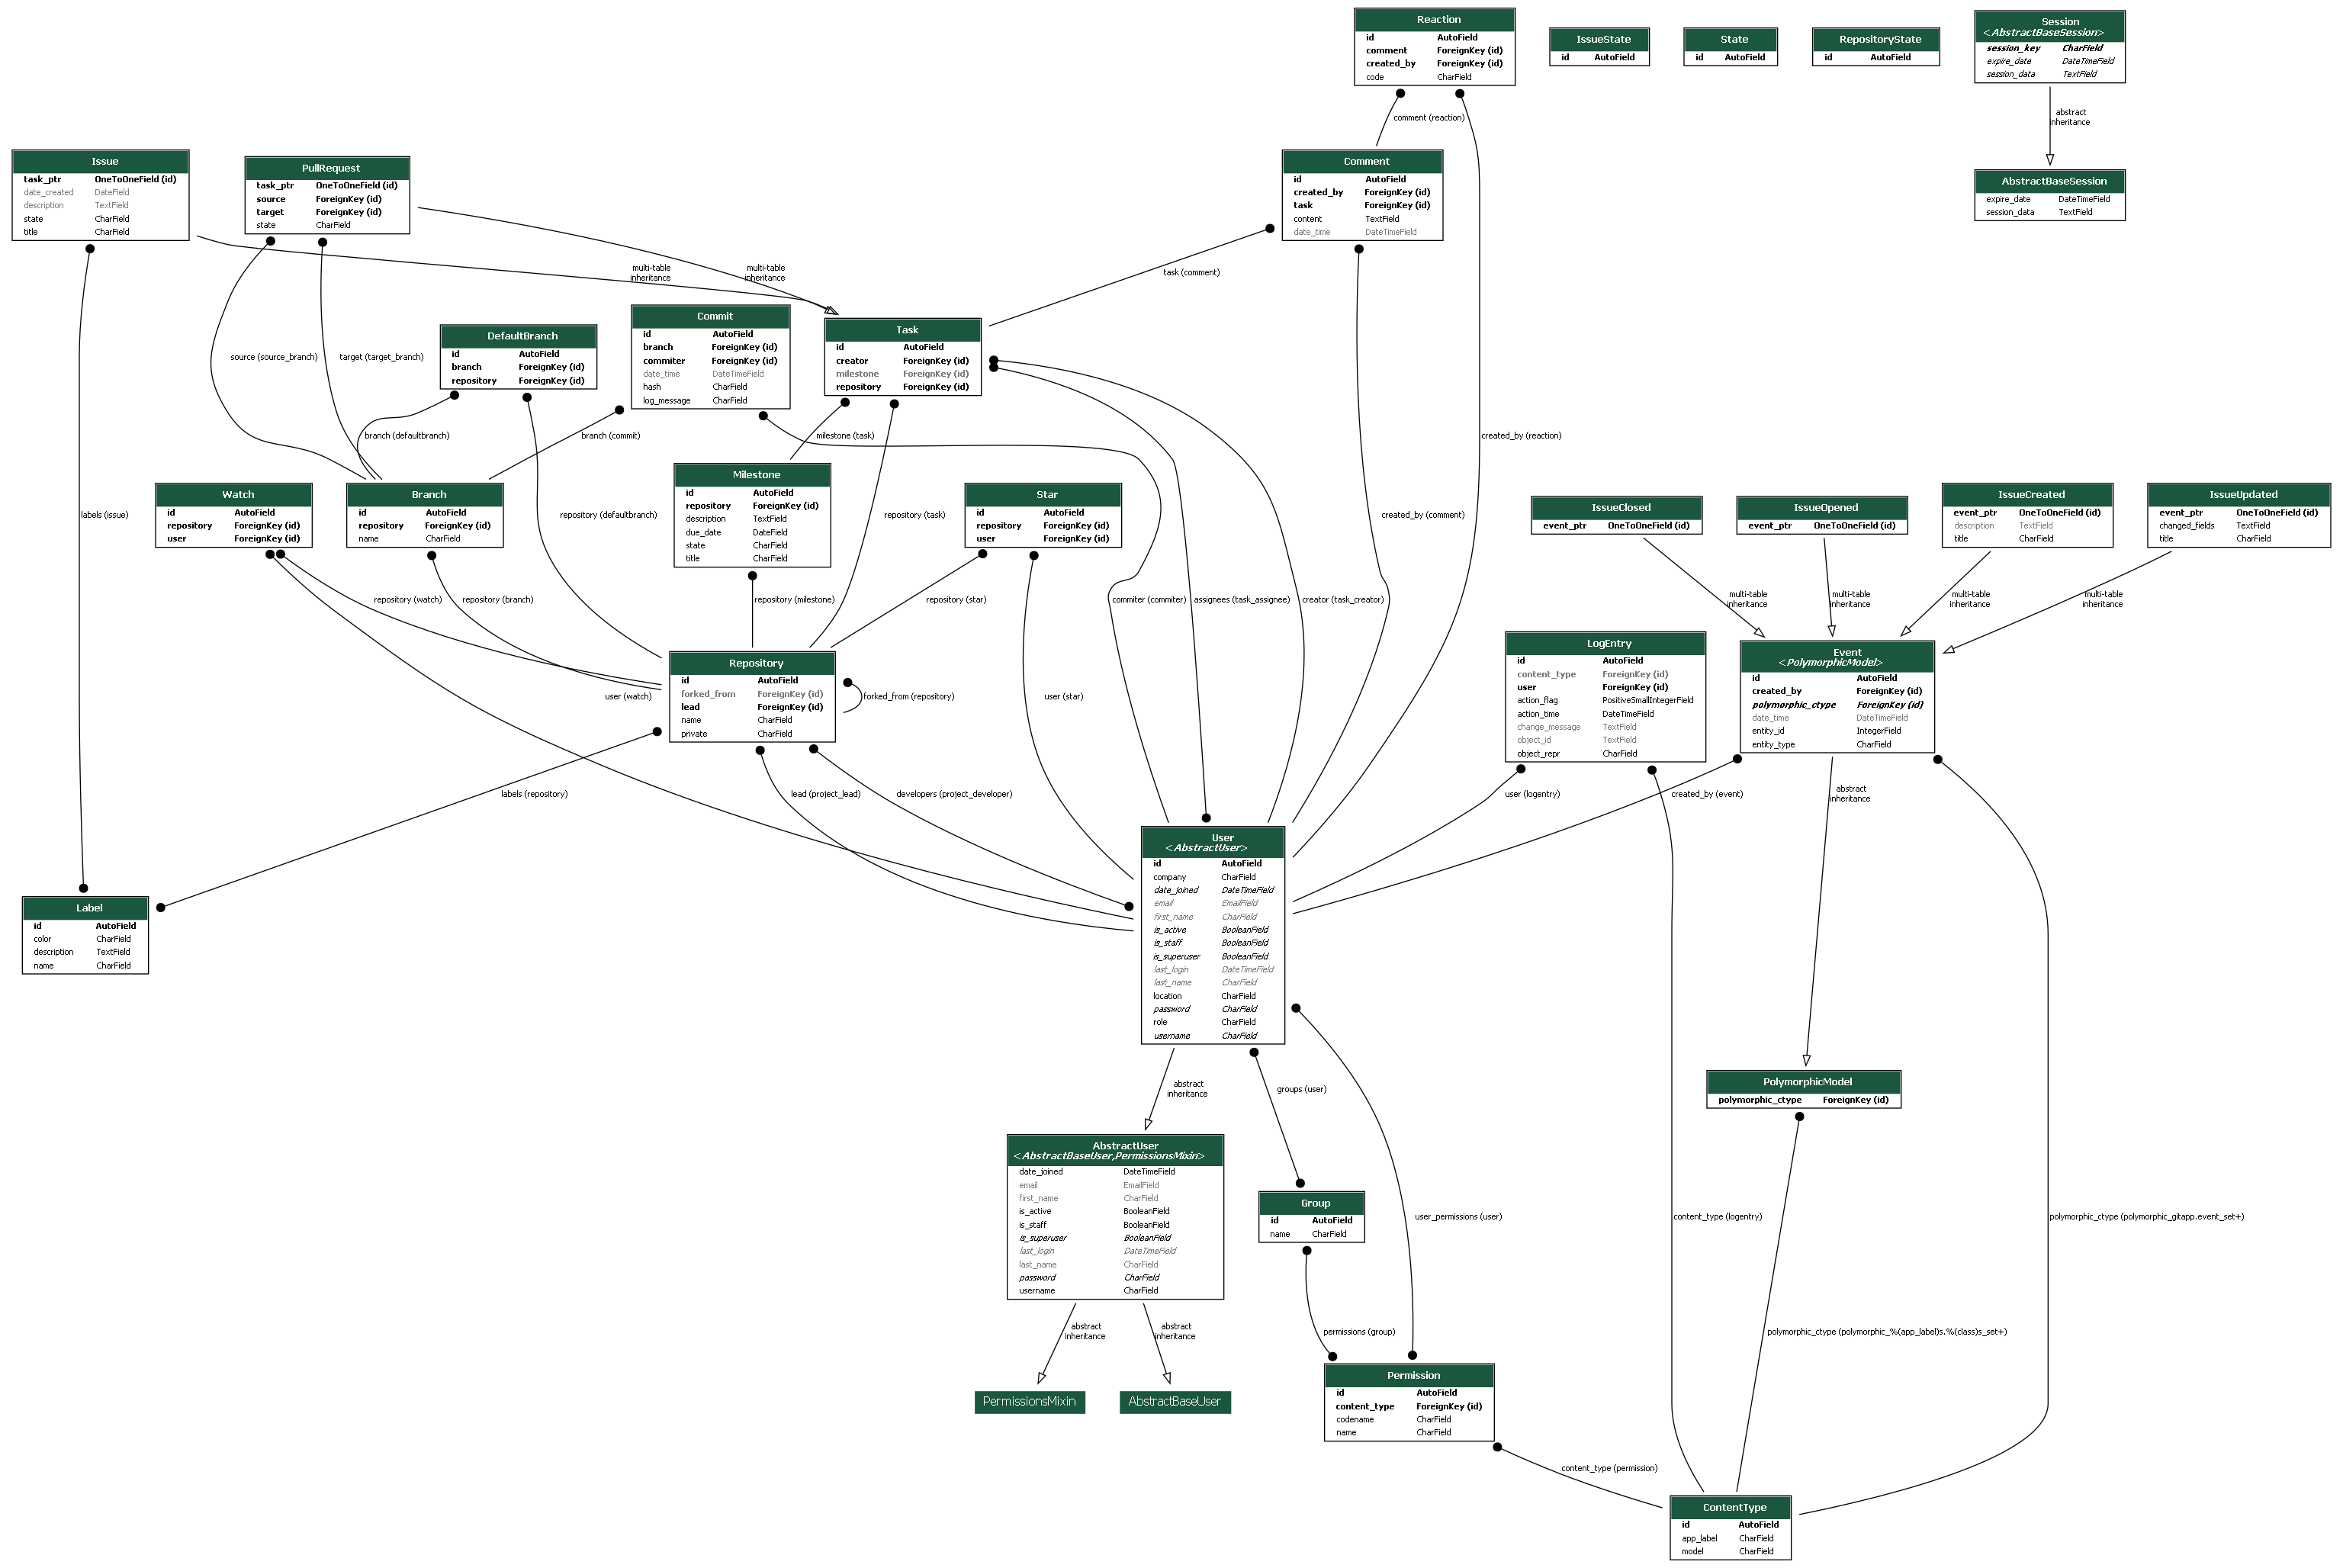 Reaction
id AutoField
comment ForeignKey (id)
created_by ForeignKey (id)
code CharField
IssueState
id AutoField
State
id AutoField
RepositoryState
id AutoField
Session
<AbstractBaseSession>
session_key CharField
expire_date DateTimeField
session_data TextField
comment (reaction)
abstract
inheritance
Issue
task_ptr OneToOneField (id)
date_created DateField
description TextField
state CharField
title CharField
PullRequest
task_ptr OneToOneField (id)
source ForeignKey (id)
target ForeignKey (id)
state CharField
Comment
id AutoField
created_by ForeignKey (id)
task ForeignKey (id)
content TextField
date_time DateTimeField
AbstractBaseSession
expire_date DateTimeField
session_data TextField
multi-table
inheritance
multi-table
inheritance
task (comment)
DefaultBranch
id AutoField
branch ForeignKey (id)
repository ForeignKey (id)
Commit
id AutoField
branch ForeignKey (id)
commiter ForeignKey (id)
date_time DateTimeField
hash CharField
log_message CharField
Task
id AutoField
creator ForeignKey (id)
milestone ForeignKey (id)
repository ForeignKey (id)
source (source_branch)
target (target_branch)
branch (defaultbranch)
branch (commit)
milestone (task)
created_by (reaction)
labels (issue)
repository (defaultbranch)
repository (task)
created_by (comment)
Watch
id AutoField
repository ForeignKey (id)
user ForeignKey (id)
Branch
id AutoField
repository ForeignKey (id)
name CharField
Milestone
id AutoField
repository ForeignKey (id)
description TextField
due_date DateField
state CharField
title CharField
Star
id AutoField
repository ForeignKey (id)
user ForeignKey (id)
IssueClosed
event_ptr OneToOneField (id)
IssueOpened
event_ptr OneToOneField (id)
IssueCreated
event_ptr OneToOneField (id)
description TextField
title CharField
IssueUpdated
event_ptr OneToOneField (id)
changed_fields TextField
title CharField
repository (watch)
repository (branch)
repository (milestone)
repository (star)
commiter (commiter)
assignees (task_assignee)
creator (task_creator)
multi-table
inheritance
multi-table
inheritance
multi-table
inheritance
multi-table
inheritance
Repository
id AutoField
forked_from ForeignKey (id)
lead ForeignKey (id)
name CharField
private CharField
user (watch)
forked_from (repository)
user (star)
LogEntry
id AutoField
content_type ForeignKey (id)
user ForeignKey (id)
action_flag PositiveSmallIntegerField
action_time DateTimeField
change_message TextField
object_id TextField
object_repr CharField
Event
<PolymorphicModel>
id AutoField
created_by ForeignKey (id)
polymorphic_ctype ForeignKey (id)
date_time DateTimeField
entity_id IntegerField
entity_type CharField
labels (repository)
lead (project_lead)
developers (project_developer)
user (logentry)
created_by (event)
abstract
inheritance
User
<AbstractUser>
id AutoField
company CharField
date_joined DateTimeField
email EmailField
first_name CharField
is_active BooleanField
is_staff BooleanField
is_superuser BooleanField
last_login DateTimeField
last_name CharField
location CharField
password CharField
role CharField
username CharField
Label
id AutoField
color CharField
description TextField
name CharField
abstract
inheritance
groups (user)
PolymorphicModel
polymorphic_ctype ForeignKey (id)
AbstractUser
<AbstractBaseUser,PermissionsMixin>
date_joined DateTimeField
email EmailField
first_name CharField
is_active BooleanField
is_staff BooleanField
is_superuser BooleanField
last_login DateTimeField
last_name CharField
password CharField
username CharField
Group
id AutoField
name CharField
user_permissions (user)
content_type (logentry)
polymorphic_ctype (polymorphic_gitapp.event_set+)
abstract
inheritance
abstract
inheritance
permissions (group)
polymorphic_ctype (polymorphic_%(app_label)s.%(class)s_set+)
PermissionsMixin
AbstractBaseUser
Permission
id AutoField
content_type ForeignKey (id)
codename CharField
name CharField
content_type (permission)
ContentType
id AutoField
app_label CharField
model CharField